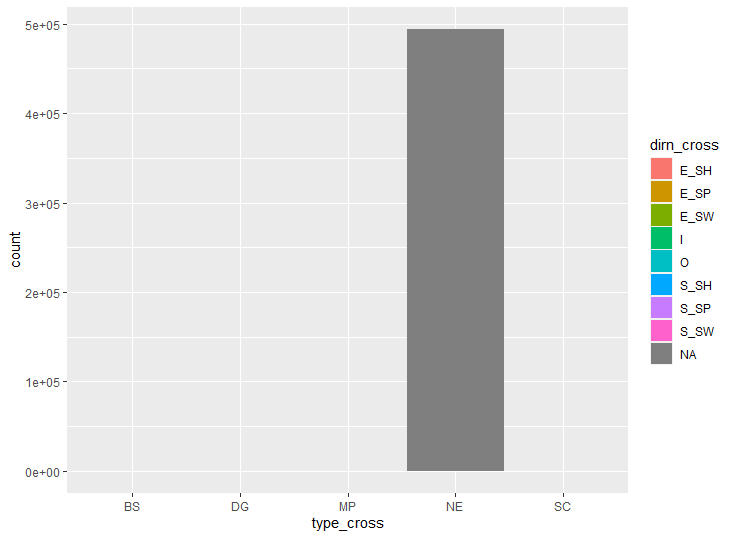 5e+05
4e+05
3e+05
2e+05
1e+05
0e+00
count
BS DG MP NE SC
type_cross
dirn_cross
E_SH
E_SP
E_SW
I
O
S_SH
S_SP
S_SW
NA